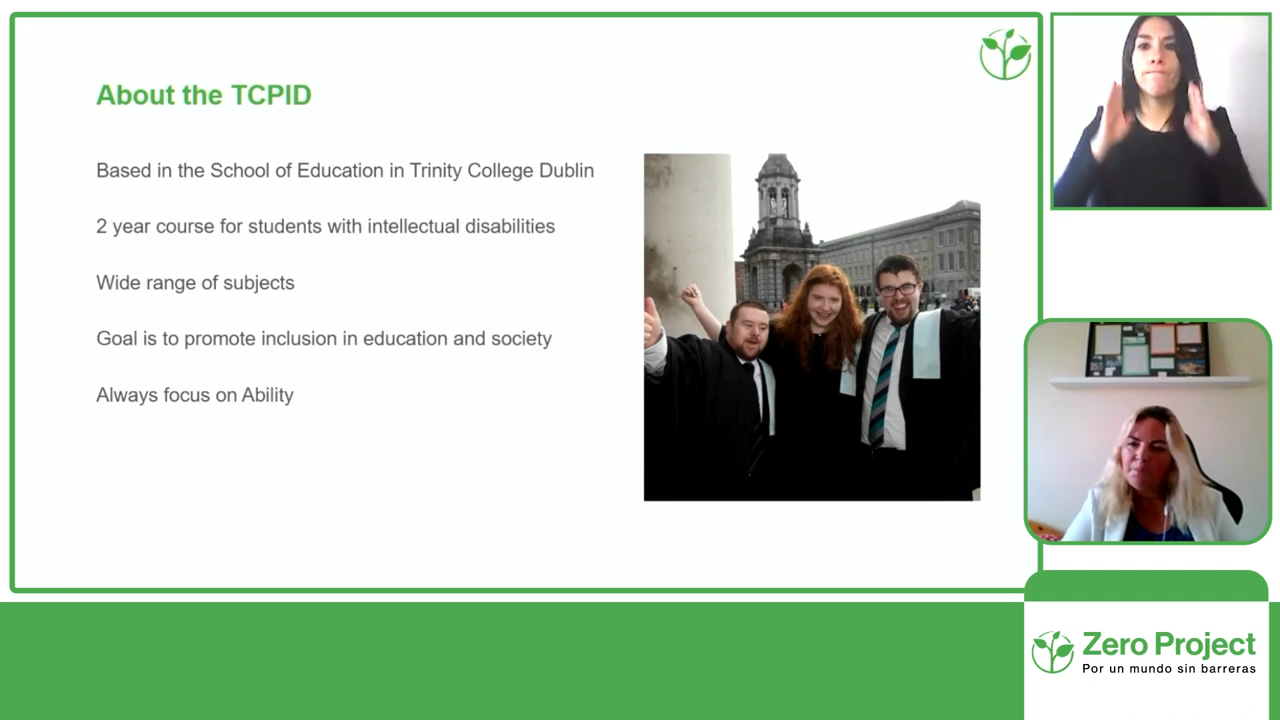 About the TCPID
Based in the School of Education in Trinity College Dublin
2 year course for students with intellectual disabilities
Wide range of subjects
Goal is to promote inclusion in education and society
Always focus on Ability
Zero Project
Por un mundo sin barreras